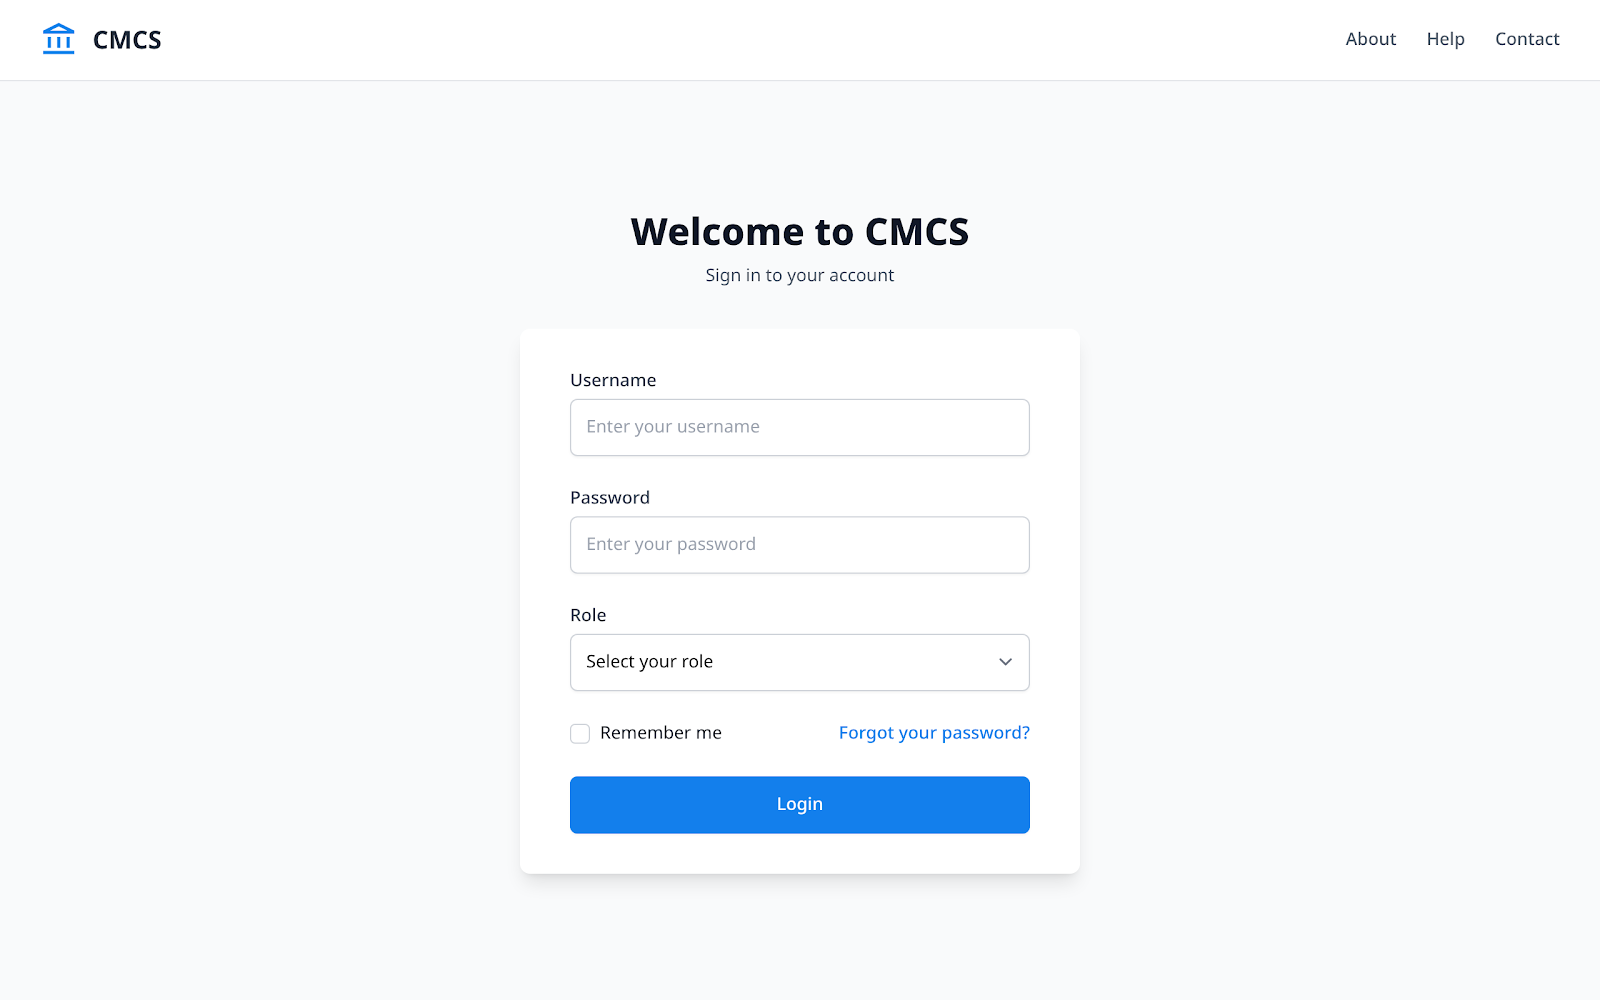 CMCS
About Help Contact
Welcome to CMCS
Sign in to your account
Username
Enter your username
Password
Enter your password
Role
Select your role
Remember me Forgot your password?
Login